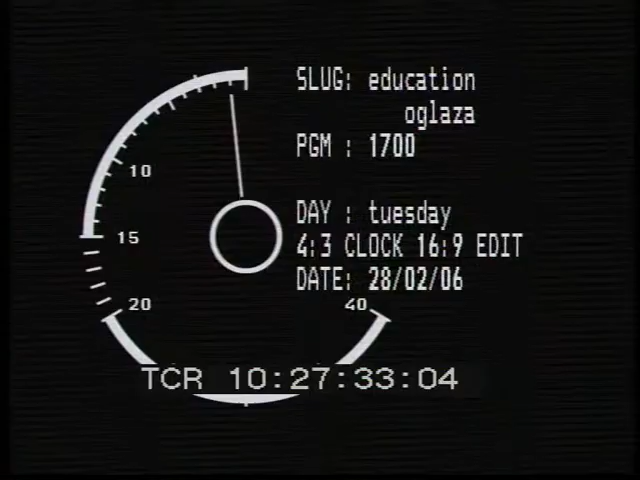 SLUG: education
oglaza
PGM : 1700
10
DAY : tuesday
15
4:3 CLOCK 16:9 EDIT
DATE: 28/02/06
20
40
TCR 10:27:33:04